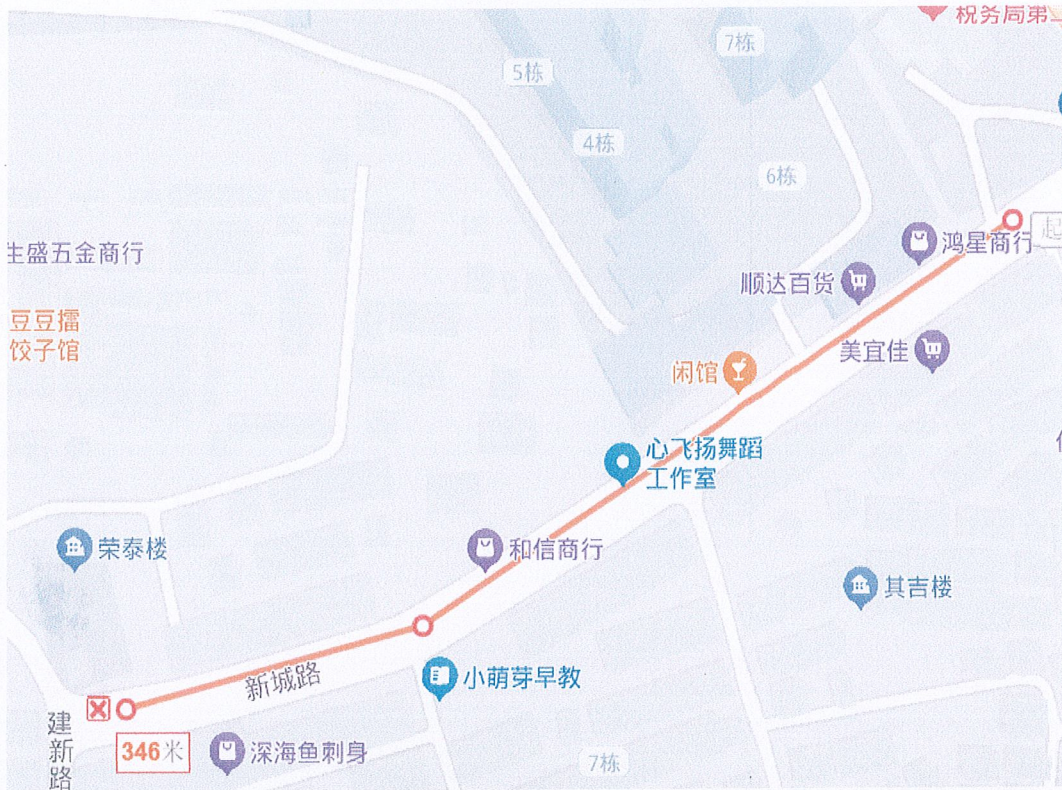 税务局第
7栋
5栋
4栋
6栋
起
鸿星商行
生盛五金商行
顺达百货
豆豆擂
饺子馆
美宜佳
闲馆
心飞扬舞蹈
工作室
荣泰楼
和信商行
其吉楼
小萌芽早教
新城路
建新路
346米
深海鱼刺身
7栋